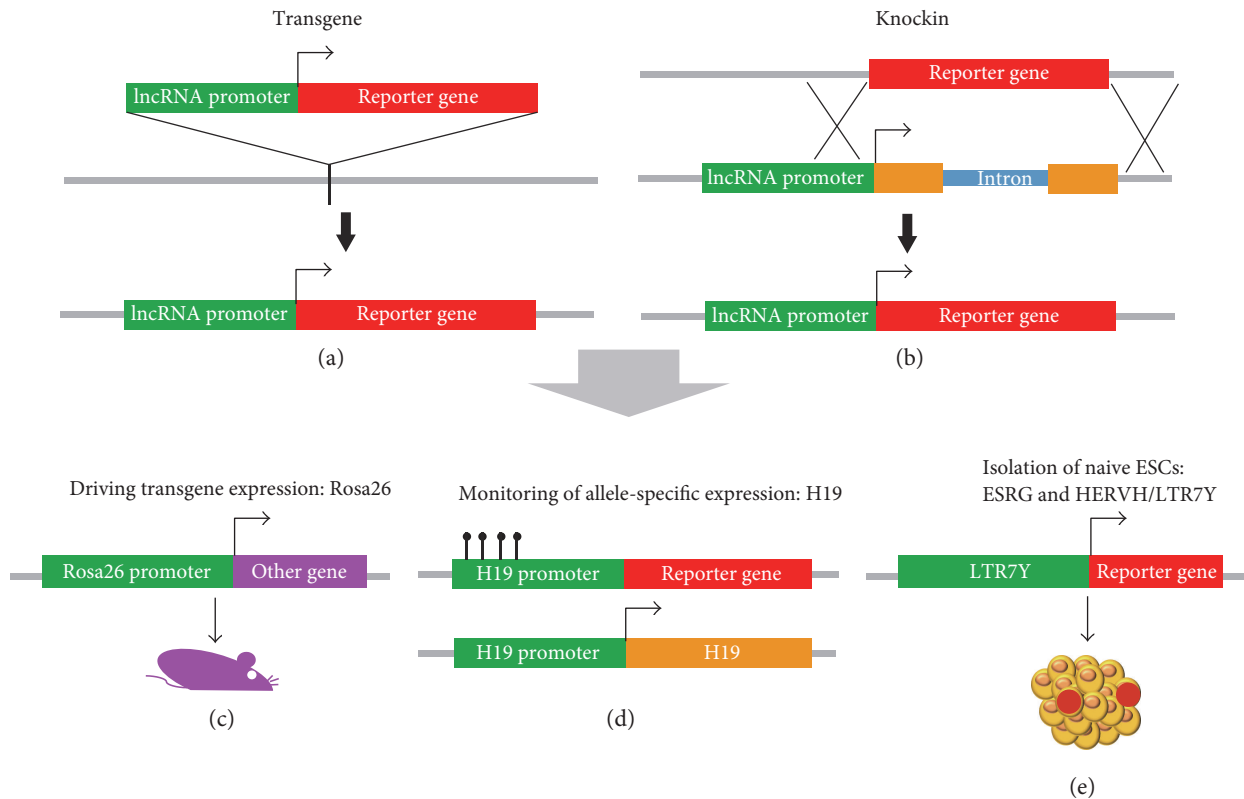 Transgene
lncRNA promoter Reporter gene
lncRNA promoter Reporter gene
(a)
Knockin
Reporter gene
lncRNA promoter Intron
lncRNA promoter Reporter gene
(b)
Driving transgene expression: Rosa26
Rosa26 promoter Other gene
(c)
Monitoring of allele-specific expression: H19
H19 promoter Reporter gene
H19 promoter H19
(d)
Isolation of naive ESCs:
ESRG and HERVH/LTR7Y
LTR7Y Reporter gene
(e)